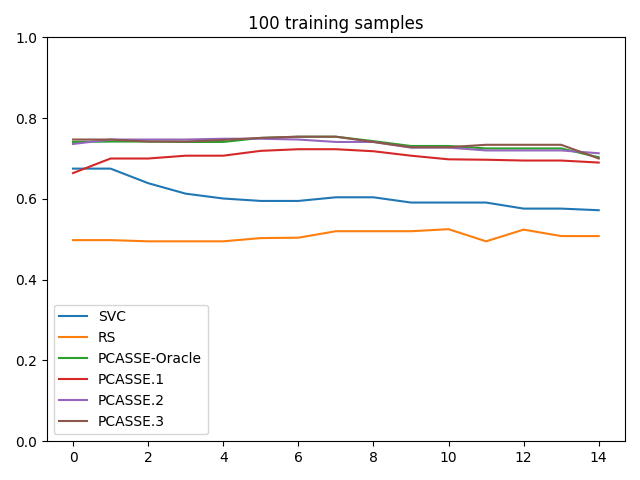 100 training samples
1.0
0.8
0.6
0.4
0.2
0.0
SVC
RS
PCASSE-Oracle
PCASSE.1
PCASSE.2
PCASSE.3
0 2 4 6 8 10 12 14